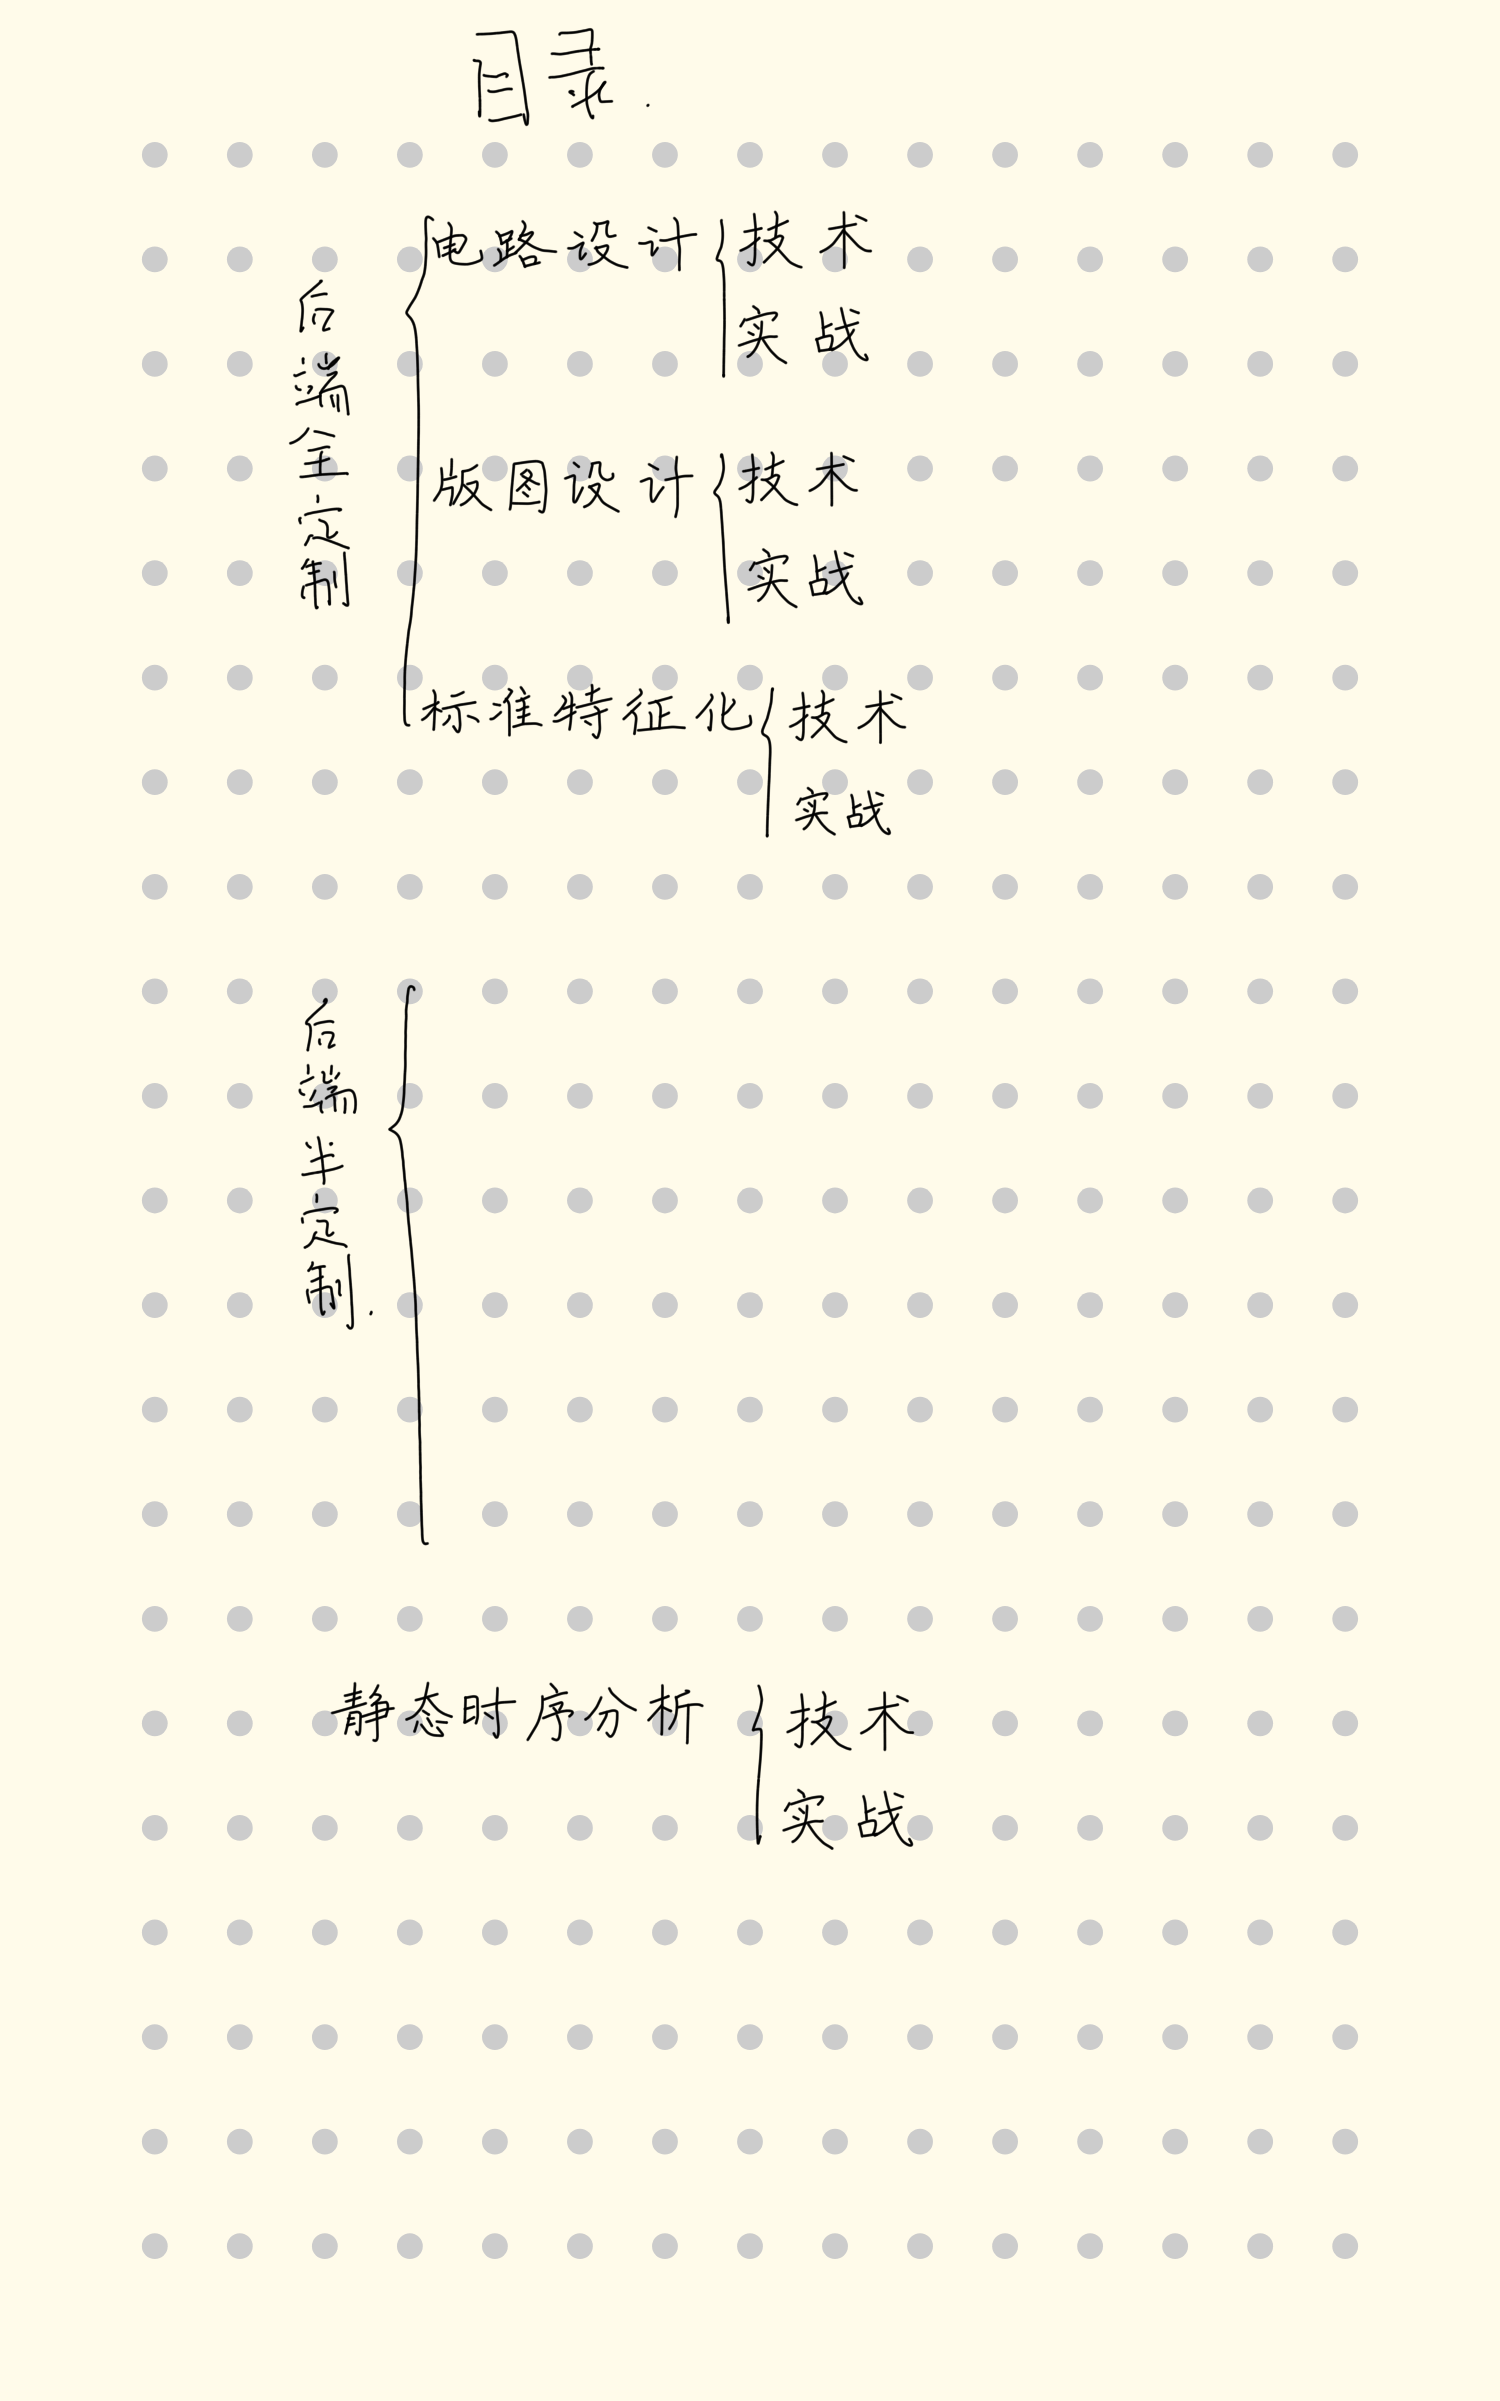 目录.
后端全定制
电路设计 技术
实战
版图设计 技术
实战
标准特征化 技术
实战
后端半定制.
静态时序分析 技术
实战